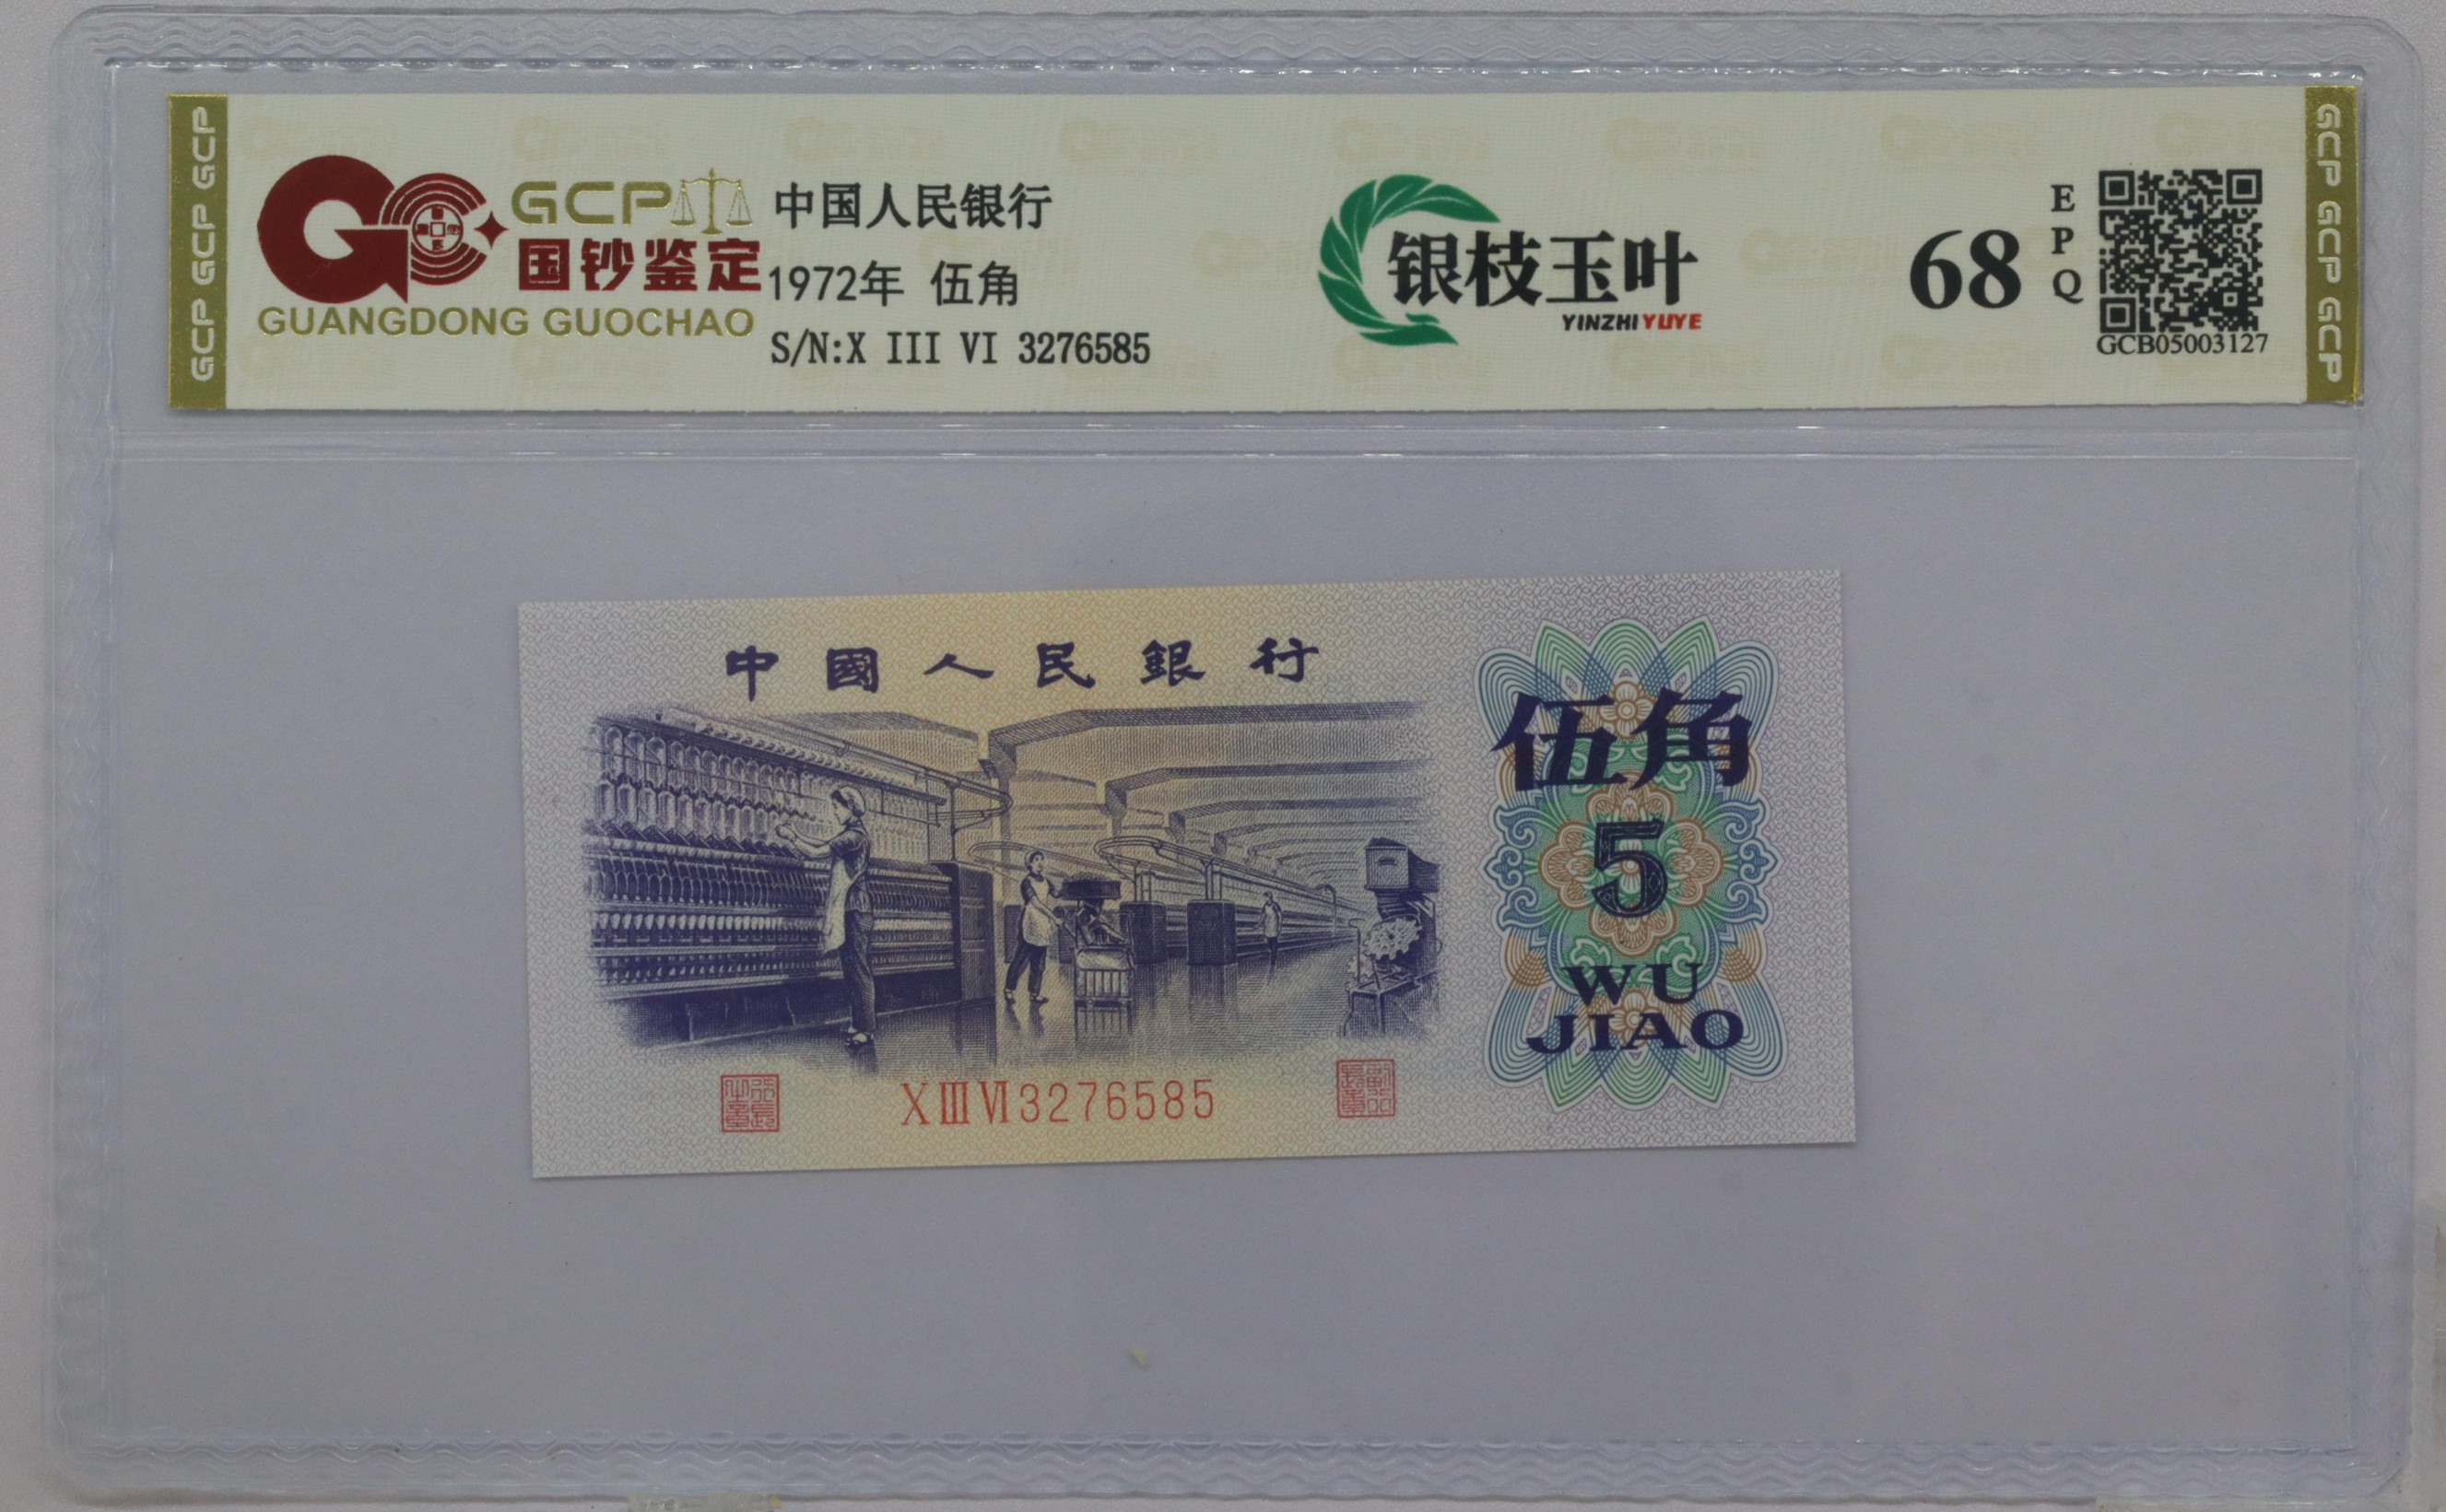 GCP GCP GCP
GCP
国钞鉴定
GUANGDONG GUOCHAO
中国人民银行
1972年 伍角
S/N:X III VI 3276585
银枝玉叶
YINZHIYUYE
68
EPQ
GCB05003127
GCP GCP GCP
中國人民銀行
伍角
5
WU
JIAO
XⅢⅥ3276585